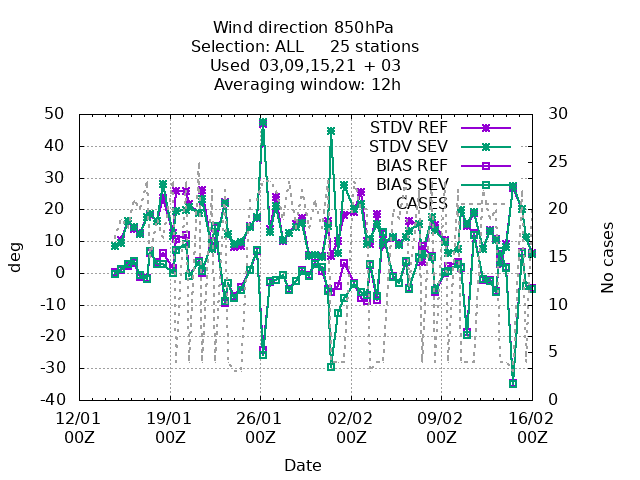 Wind direction 850hPa
Selection: ALL 25 stations
Used 03,09,15,21 + 03
Averaging window: 12h
50
40
30
20
10
0
-10
-20
-30
-40
deg
STDV REF
STDV SEV
BIAS REF
BIAS SEV
CASES
30
25
20
15
10
5
0
No cases
12/01 00Z
19/01 00Z
26/01 00Z
02/02 00Z
09/02 00Z
16/02 00Z
Date